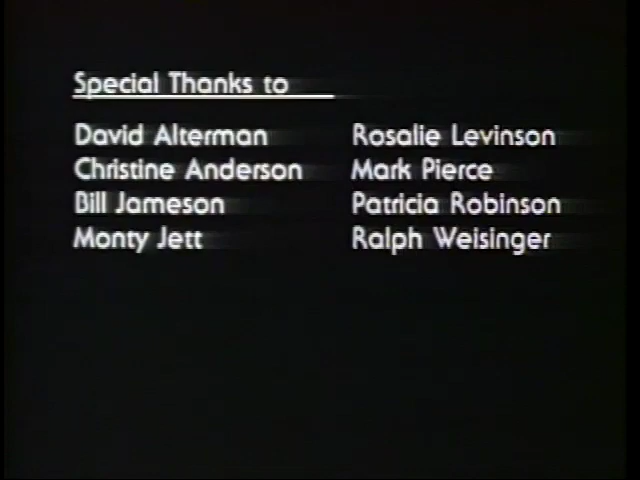 Special Thanks to
David Alterman
Christine Anderson
Bill Jameson
Monty Jett
Rosalie Levinson
Mark Pierce
Patricia Robinson
Ralph Weisinger